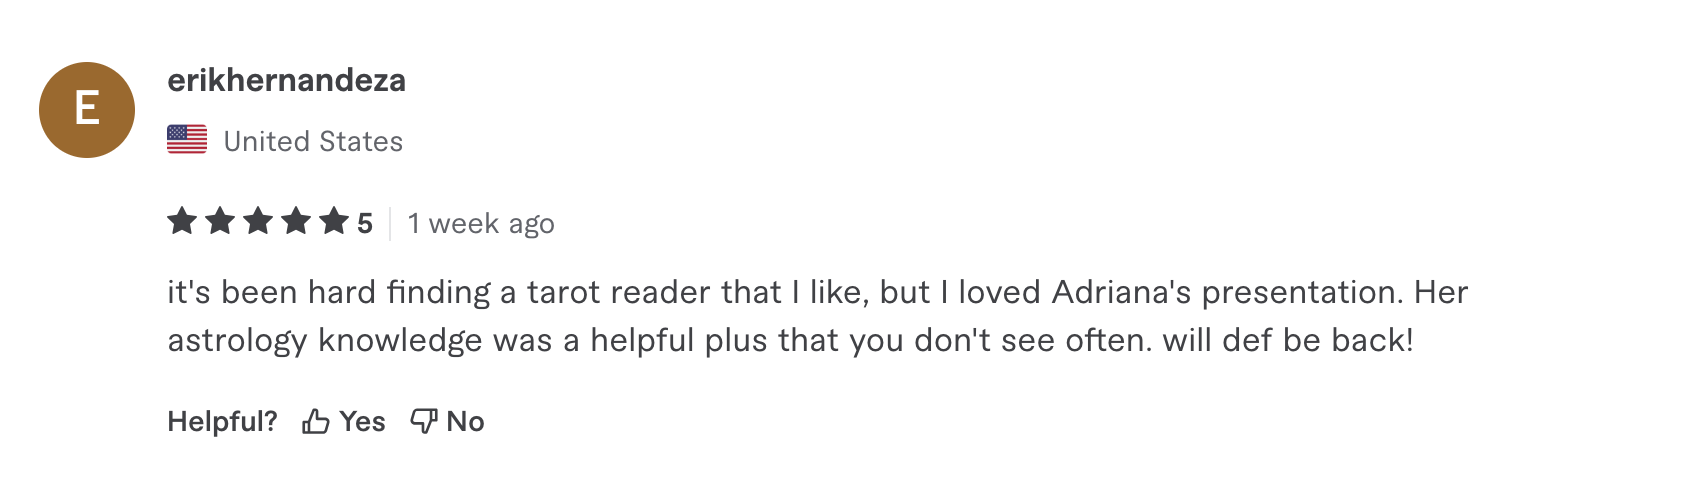 E
erikhernandeza
United States
5
1 week ago
it's been hard finding a tarot reader that I like, but I loved Adriana's presentation. Her
astrology knowledge was a helpful plus that you don't see often. will def be back!
Helpful? Yes No